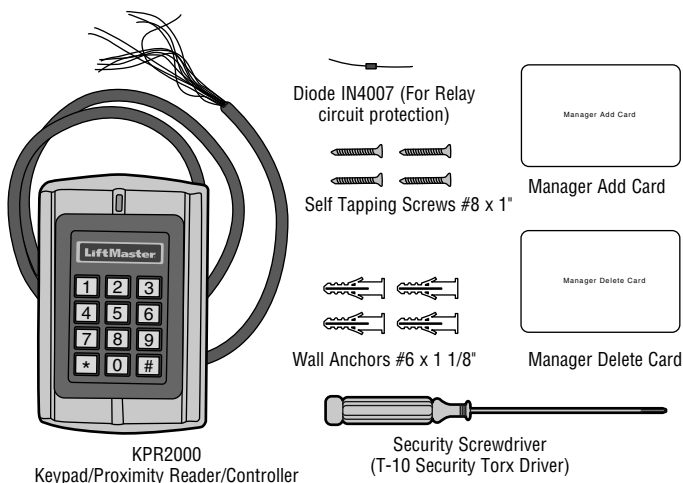 Diode IN4007 (For Relay
circuit protection)
Manager Add Card
Manager Add Card
Self Tapping Screws #8 x 1"
LiftMaster
1 2 3
4 5 6
7 8 9
* 0 #
Manager Delete Card
Wall Anchors #6 x 1 1/8"
Manager Delete Card
KPR2000
Keypad/Proximity Reader/Controller
Security Screwdriver
(T-10 Security Torx Driver)